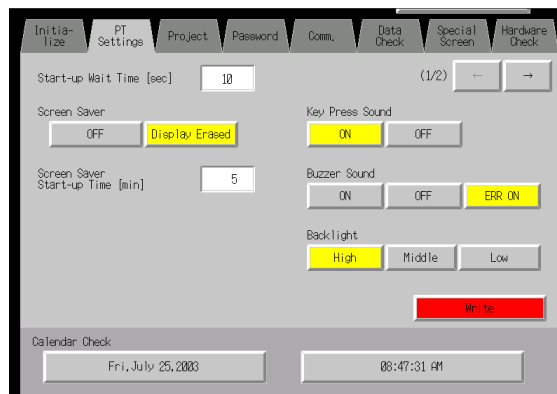 Initia-
lize
PT
Settings
Project
Password
Comm.
Data
Check
Special
Screen
Hardware
Check
Start-up Wait Time [sec]
10
(1/2)
←
→
Screen Saver
OFF
Display Erased
Key Press Sound
ON
OFF
Screen Saver
Start-up Time [min]
5
Buzzer Sound
ON
OFF
ERR ON
Backlight
High
Middle
Low
Write
Calendar Check
Fri,July 25,2003
08:47:31 AM